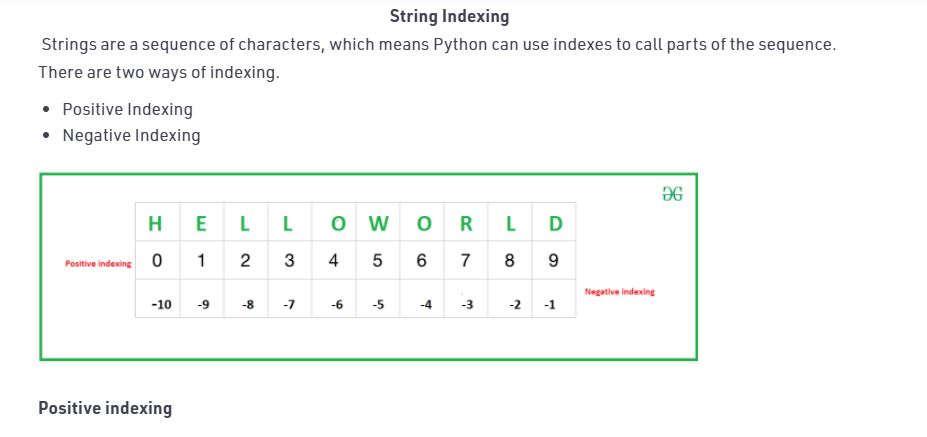 String Indexing
Strings are a sequence of characters, which means Python can use indexes to call parts of the sequence.
There are two ways of indexing.
• Positive Indexing
• Negative Indexing
H E L L O W O R L D
Positive indexing 0 1 2 3 4 5 6 7 8 9
Negative indexing
-10 -9 -8 -7 -6 -5 -4 -3 -2 -1
Positive indexing